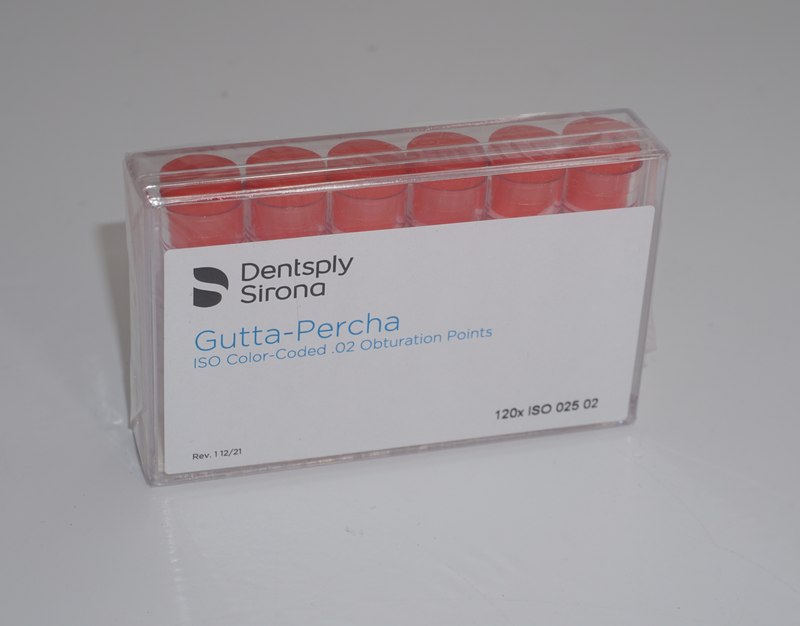 Dentsply
Sirona
Gutta-Percha
ISO Color-Coded .02 Obturation Points
120x ISO 025 02
Rev. 1 12/21